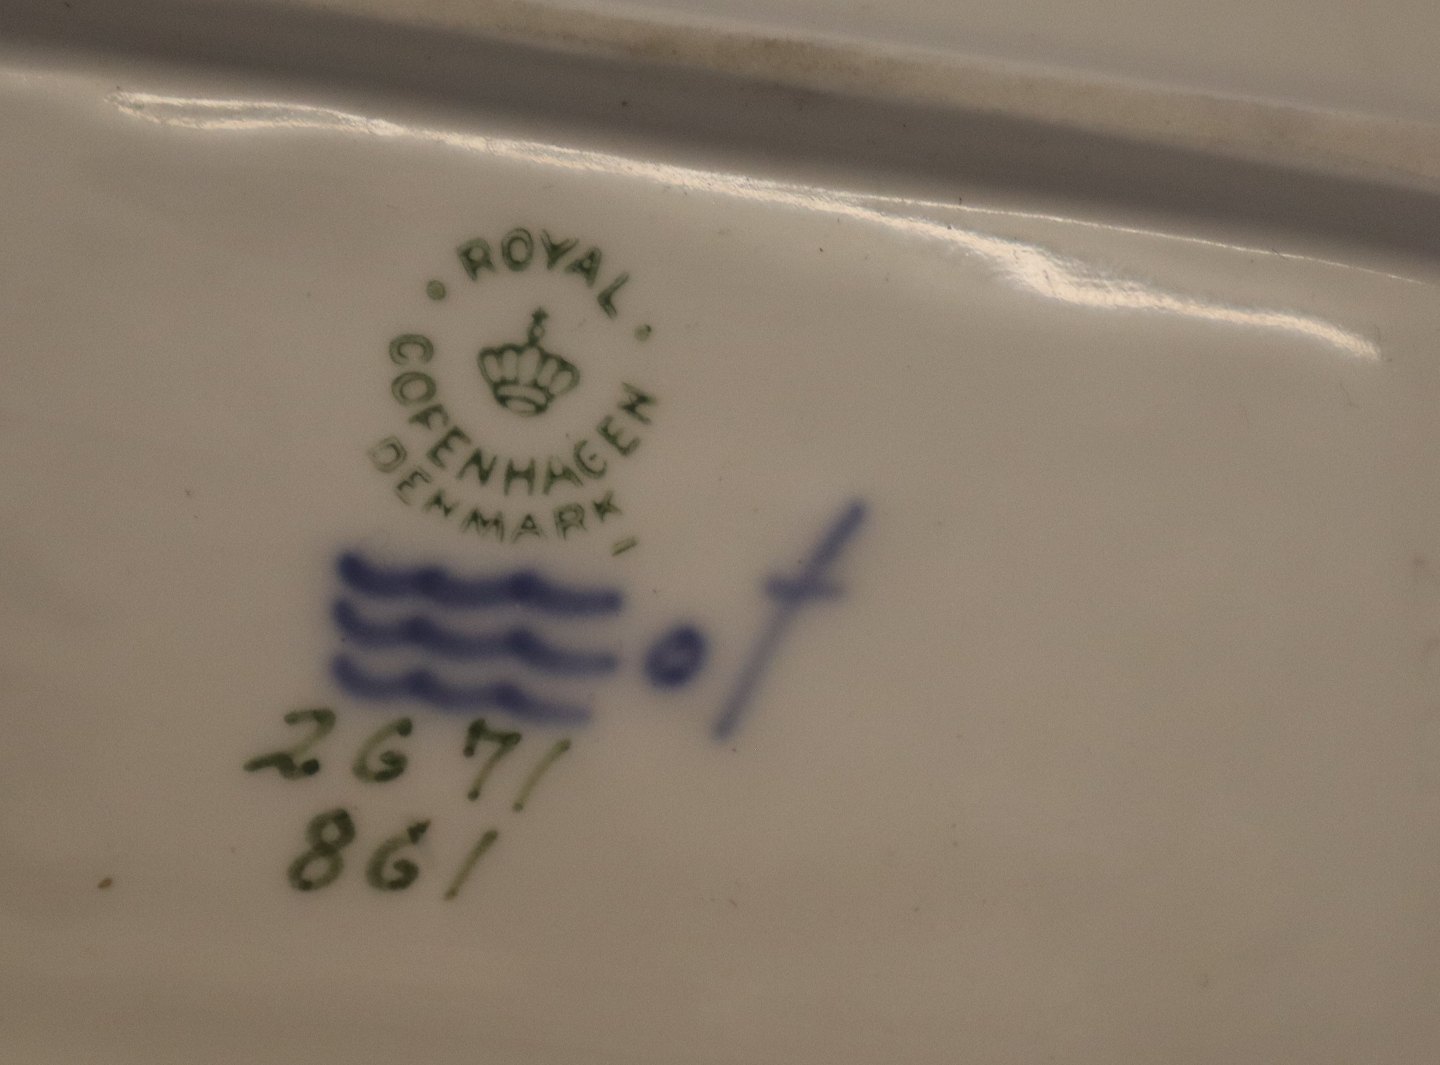 ROYAL
COPENHAGEN
DENMARK
2671
861